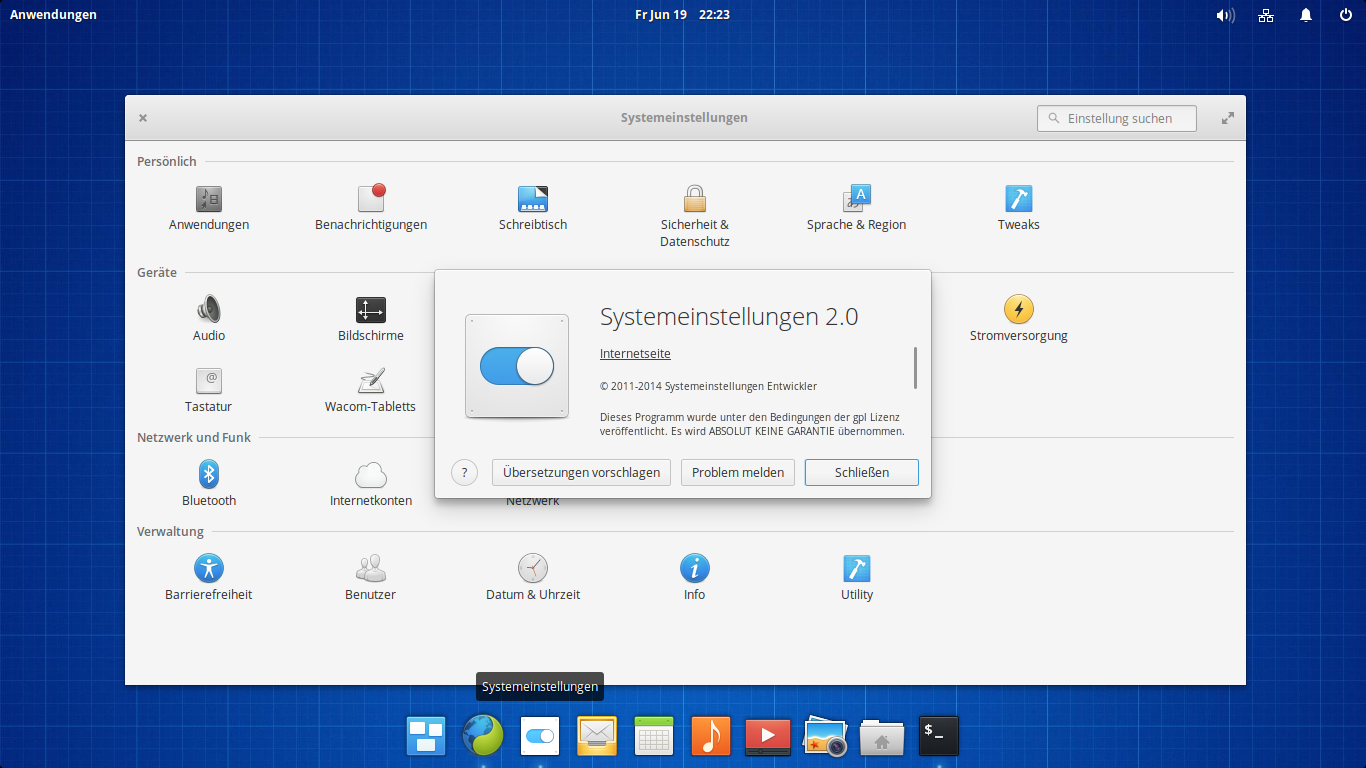 Anwendungen
Fr Jun 19 22:23
Systemeinstellungen
Einstellung suchen
Persönlich
Anwendungen
Benachrichtigungen
Schreibtisch
Sicherheit &
Datenschutz
Sprache & Region
Tweaks
Geräte
Audio
Bildschirme
Stromversorgung
Tastatur
Wacom-Tabletts
Systemeinstellungen 2.0
Internetseite
© 2011-2014 Systemeinstellungen Entwickler
Dieses Programm wurde unter den Bedingungen der gpl Lizenz
veröffentlicht. Es wird ABSOLUT KEINE GARANTIE übernommen.
?
Übersetzungen vorschlagen
Problem melden
Schließen
Netzwerk und Funk
Bluetooth
Internetkonten
Netzwerk
Verwaltung
Barrierefreiheit
Benutzer
Datum & Uhrzeit
Info
Utility
Systemeinstellungen
$_